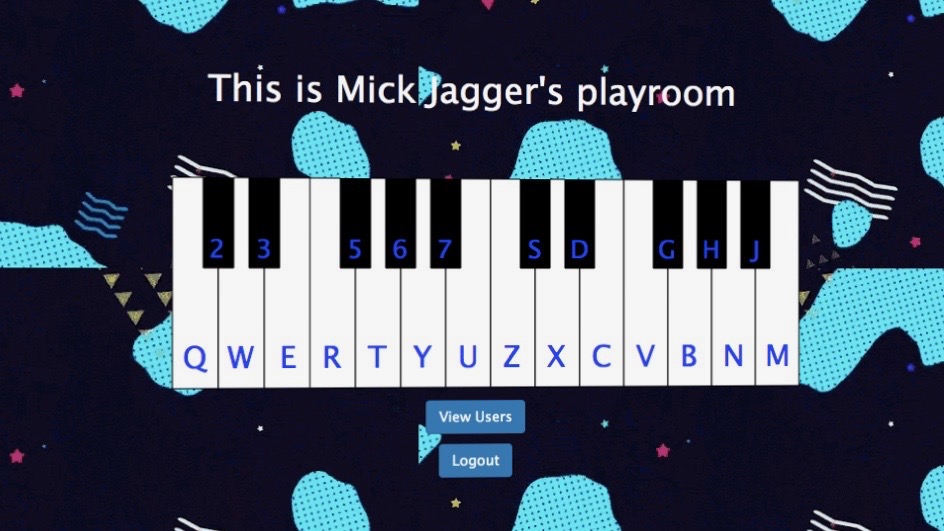 This is Mick Jagger's playroom
2 3 5 6 7 S D G H J
Q W E R T Y U Z X C V B N M
View Users
Logout